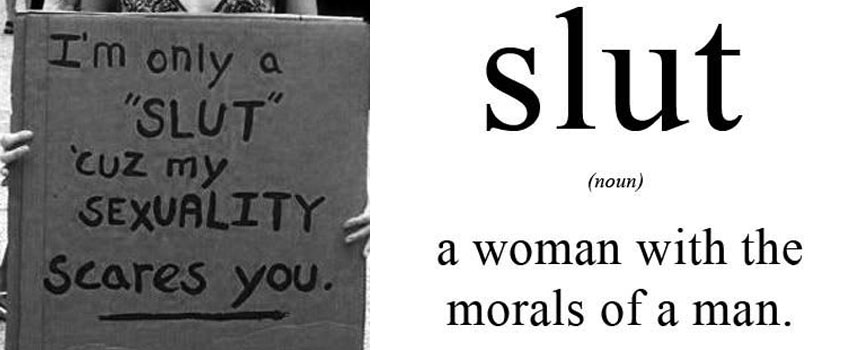 I'm only a
"SLUT"
'cuz my
SEXUALITY
Scares you.
slut
(noun)
a woman with the
morals of a man.